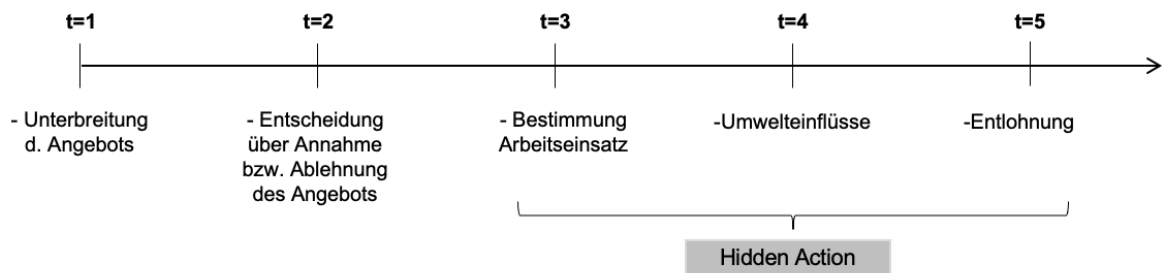 t=1
t=2
t=3
t=4
t=5
- Unterbreitung
d. Angebots
- Entscheidung
über Annahme
bzw. Ablehnung
des Angebots
- Bestimmung
Arbeitseinsatz
-Umwelteinflüsse
-Entlohnung
Hidden Action